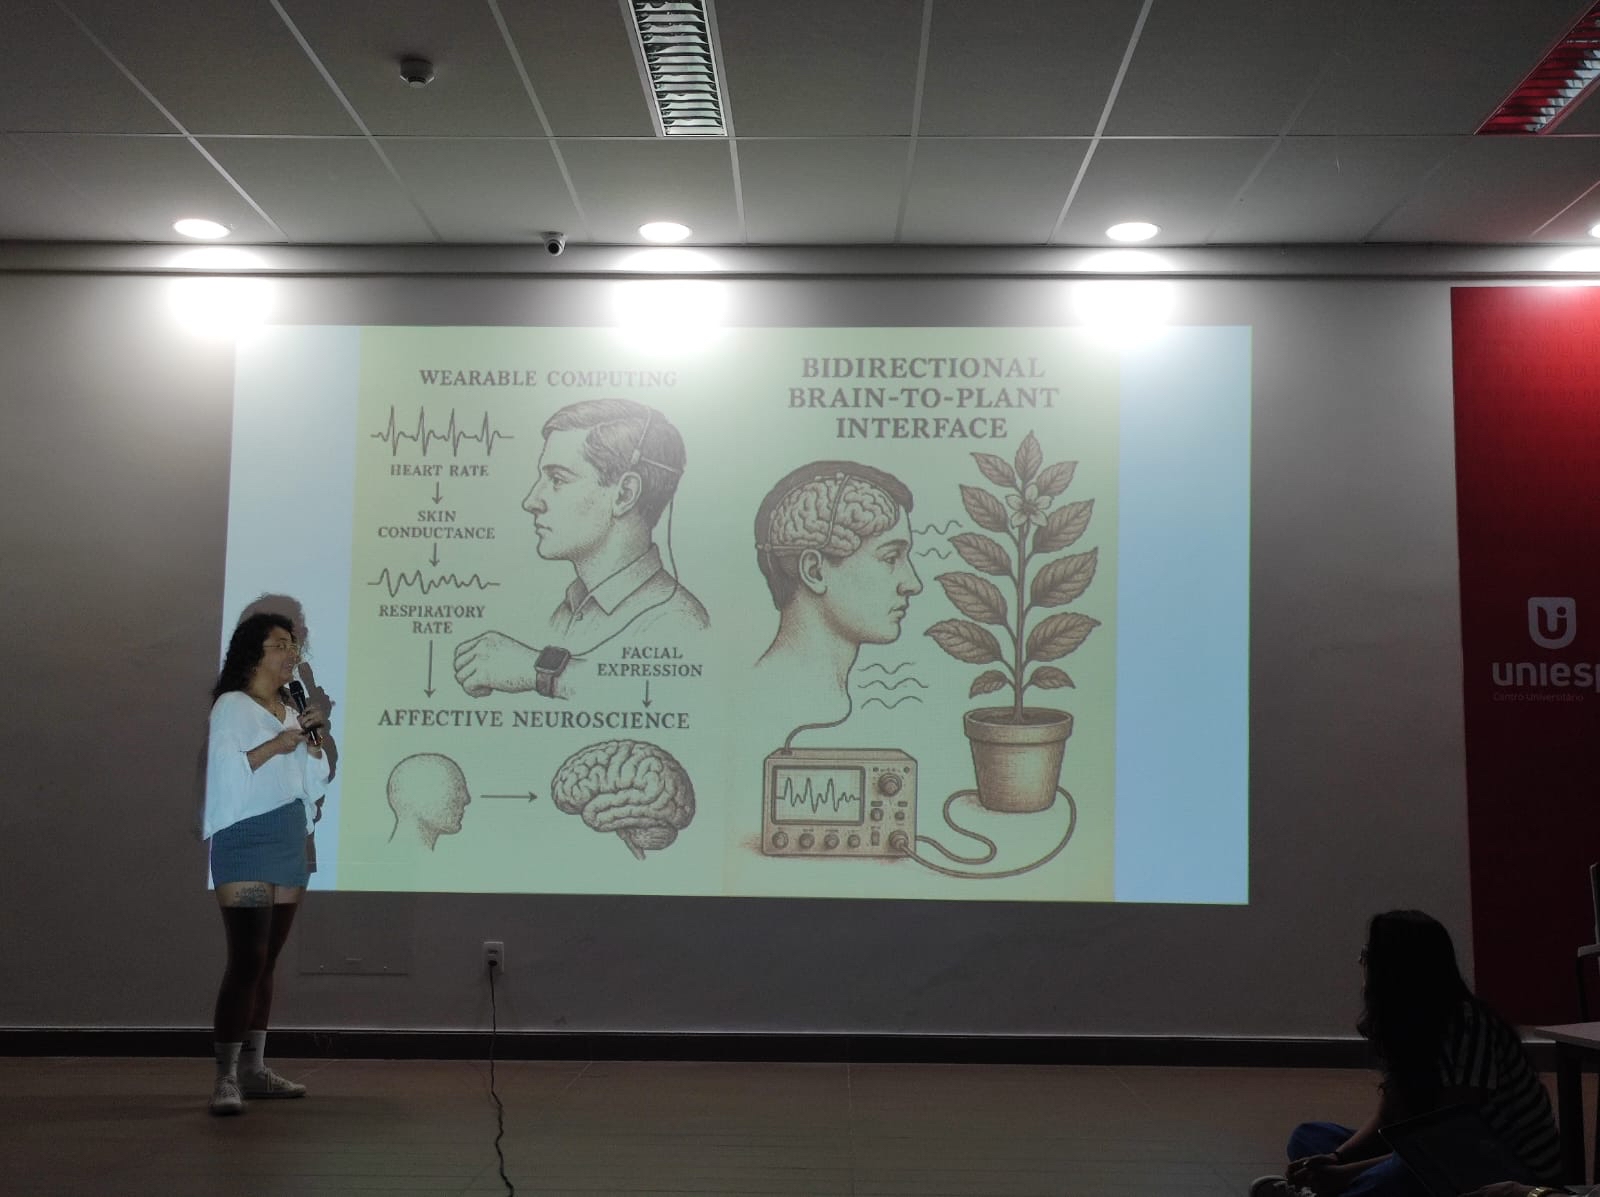 WEARABLE COMPUTING
HEART RATE
SKIN
CONDUCTANCE
RESPIRATORY
RATE
FACIAL
EXPRESSION
AFFECTIVE NEUROSCIENCE
BIDIRECTIONAL
BRAIN-TO-PLANT
INTERFACE
uniesp
Centro Universitário